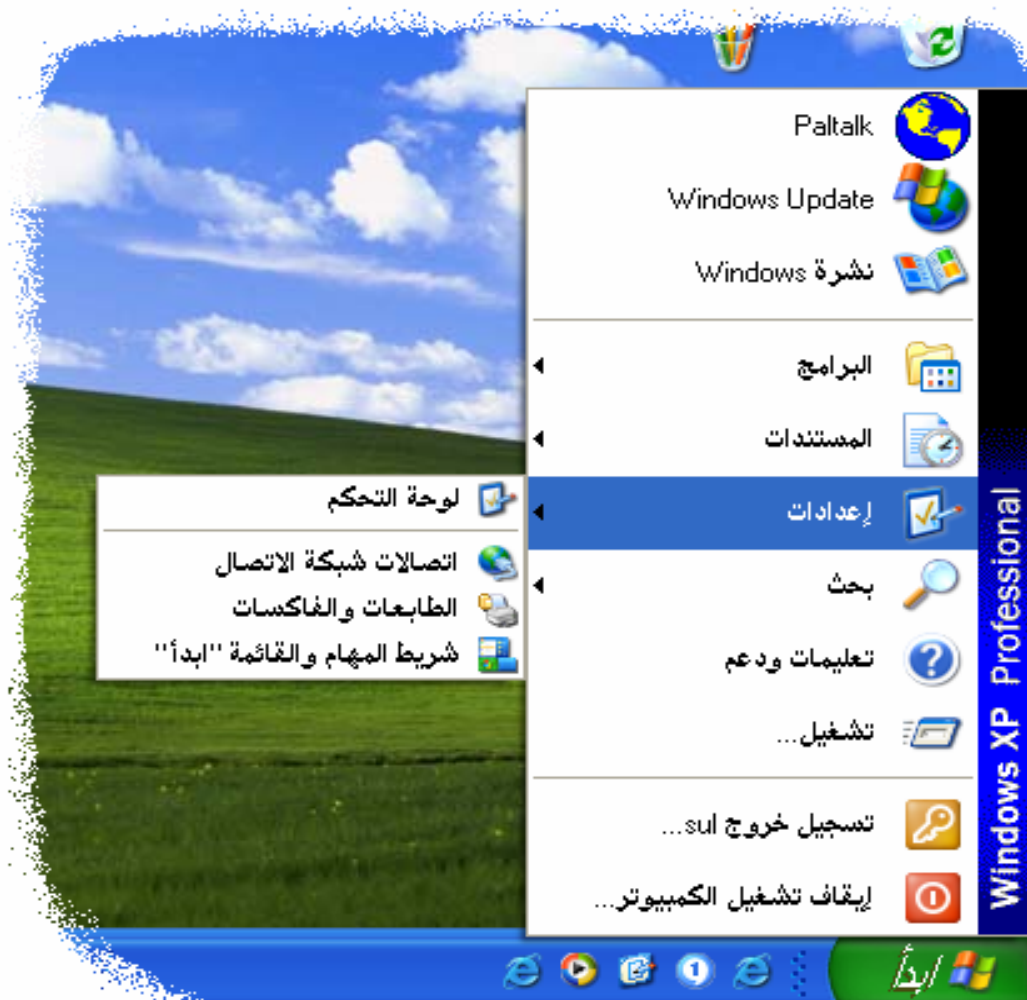 Paltalk
Windows Update
نشرة Windows
البرامج
المستندات
إعدادات
بحث
تعليمات ودعم
تشغيل...
تسجيل خروج sul...
إيقاف تشغيل الكمبيوتر...
لوحة التحكم
اتصالات شبكة الاتصال
الطابعات والفاكسات
شريط المهام والقائمة "ابدأ"
Windows XP Professional
1
ابدأ